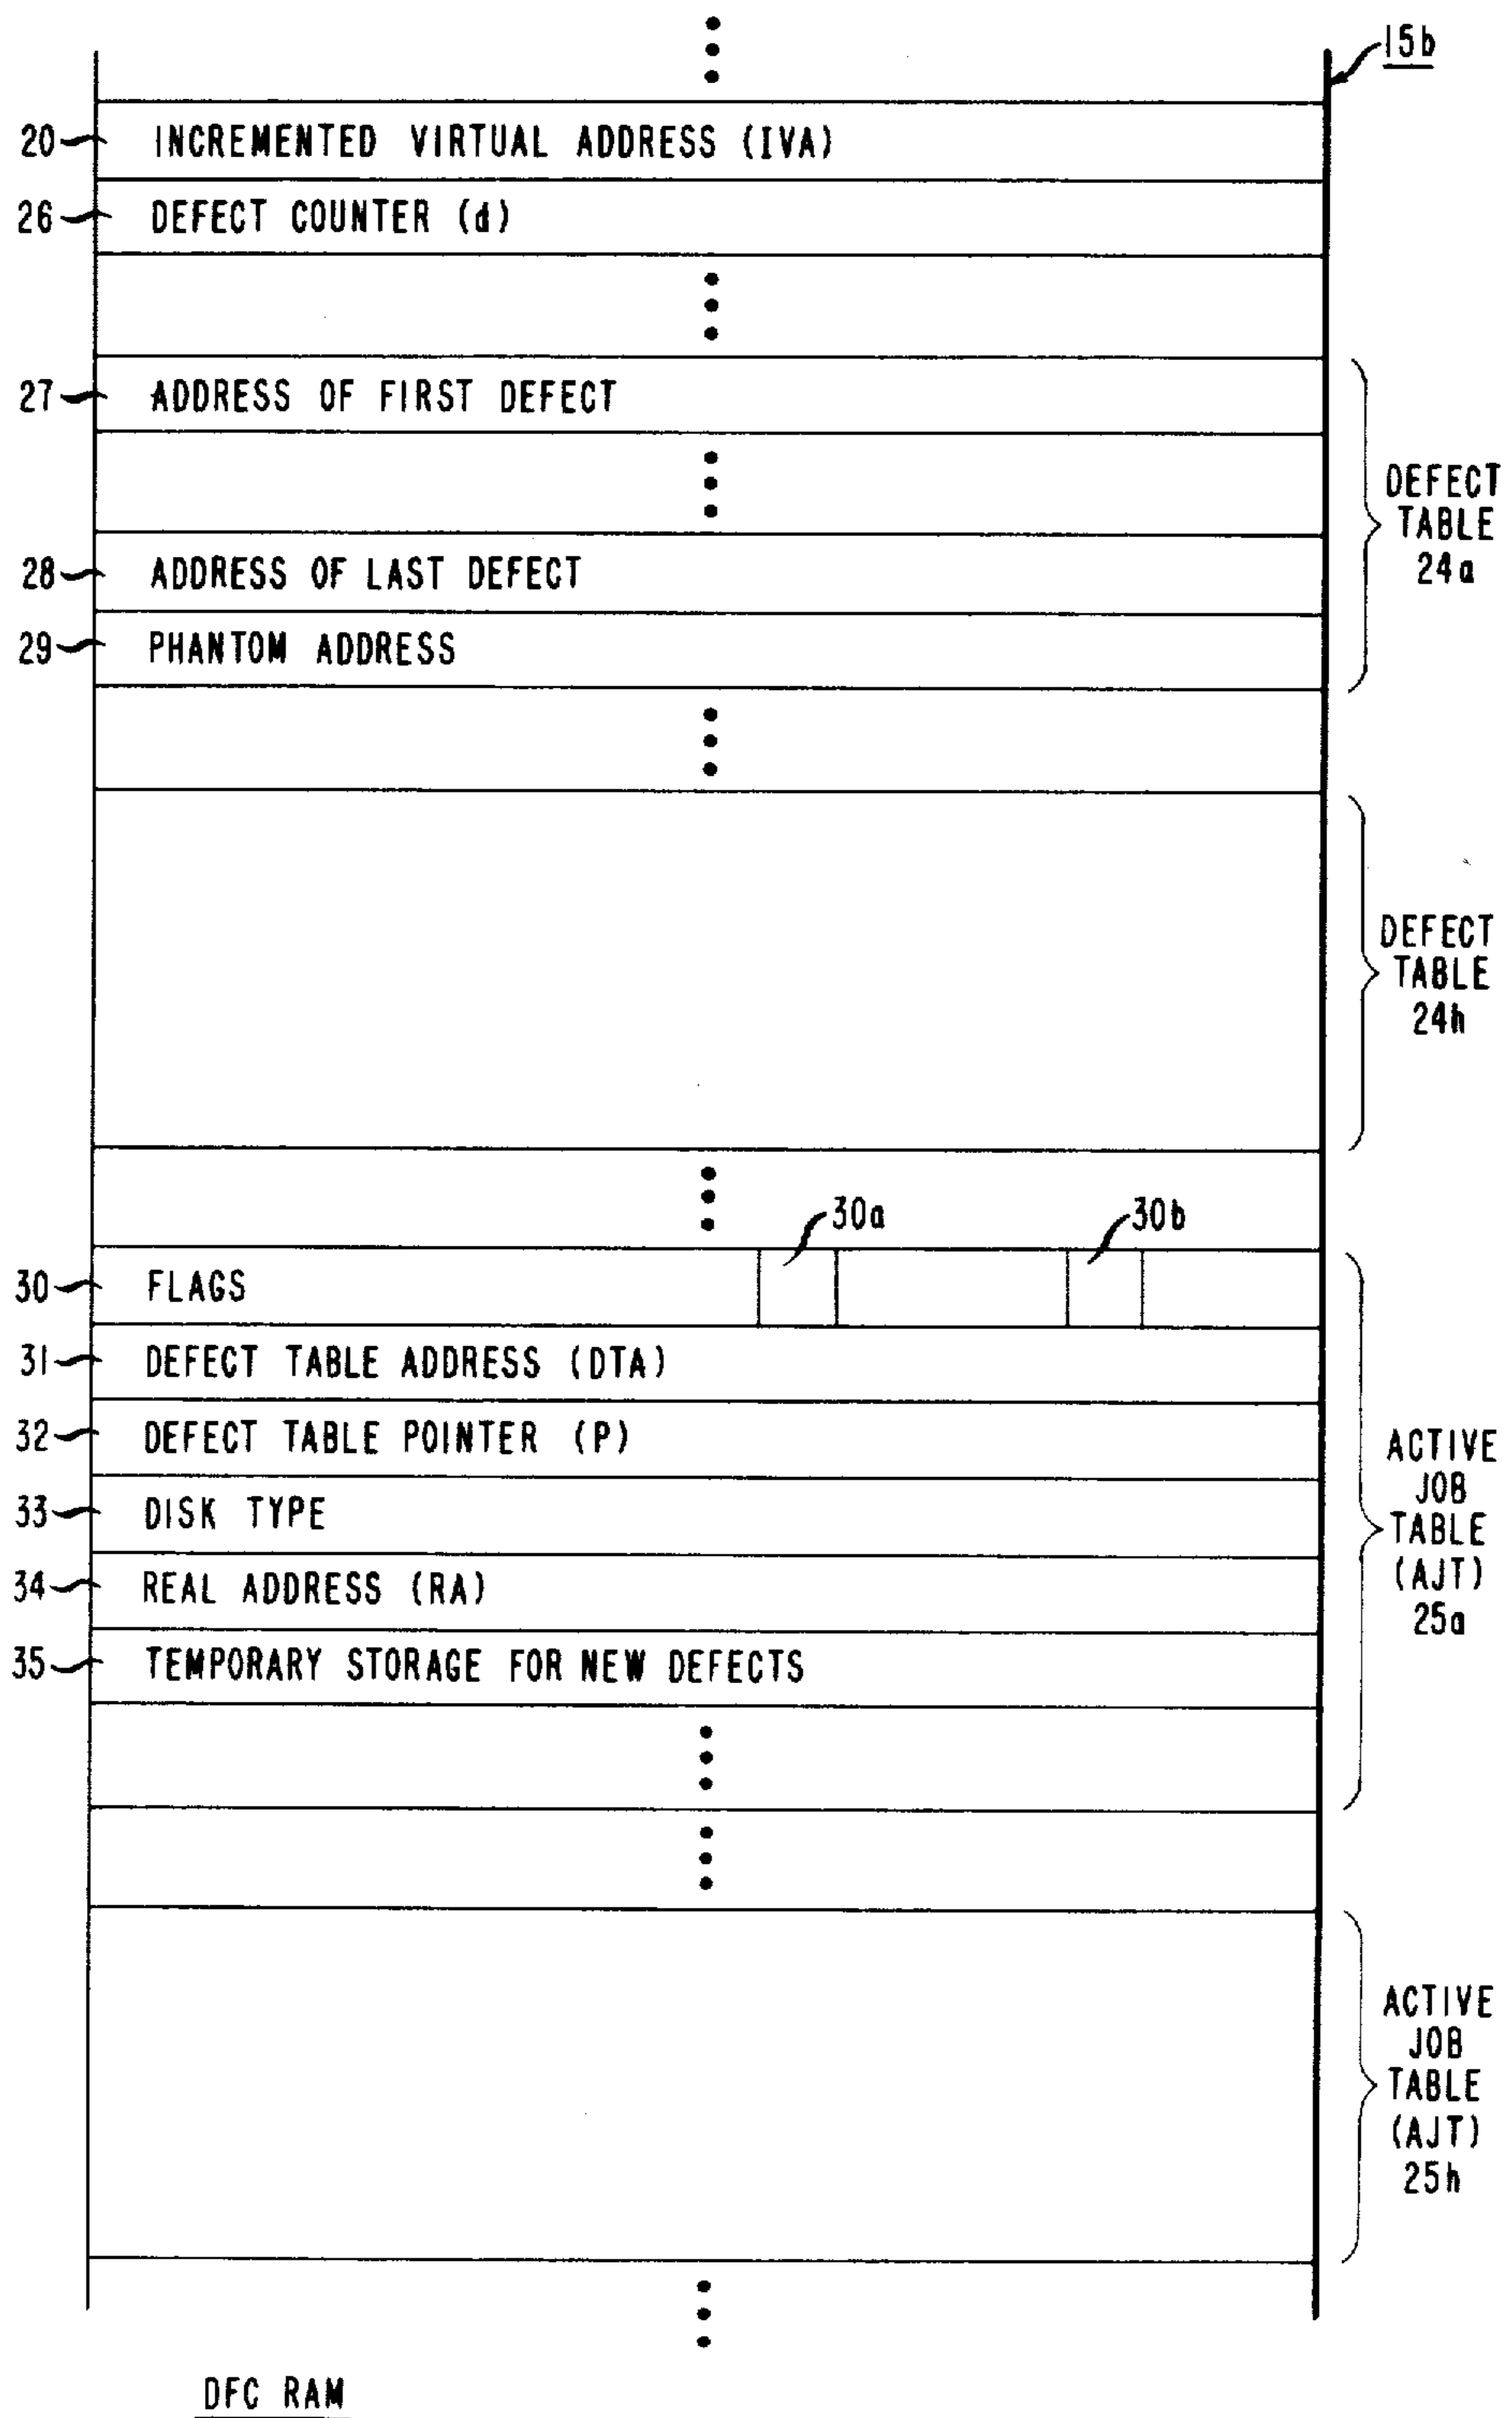 15b
20 INCREMENTED VIRTUAL ADDRESS (IVA)
26 DEFECT COUNTER (d)
27 ADDRESS OF FIRST DEFECT
DEFECT
TABLE
24a
28 ADDRESS OF LAST DEFECT
29 PHANTOM ADDRESS
DEFECT
TABLE
24h
30a 30b
30 FLAGS
31 DEFECT TABLE ADDRESS (DTA)
32 DEFECT TABLE POINTER (P)
33 DISK TYPE
34 REAL ADDRESS (RA)
35 TEMPORARY STORAGE FOR NEW DEFECTS
ACTIVE
JOB
TABLE
(AJT)
25a
ACTIVE
JOB
TABLE
(AJT)
25h
DFC RAM